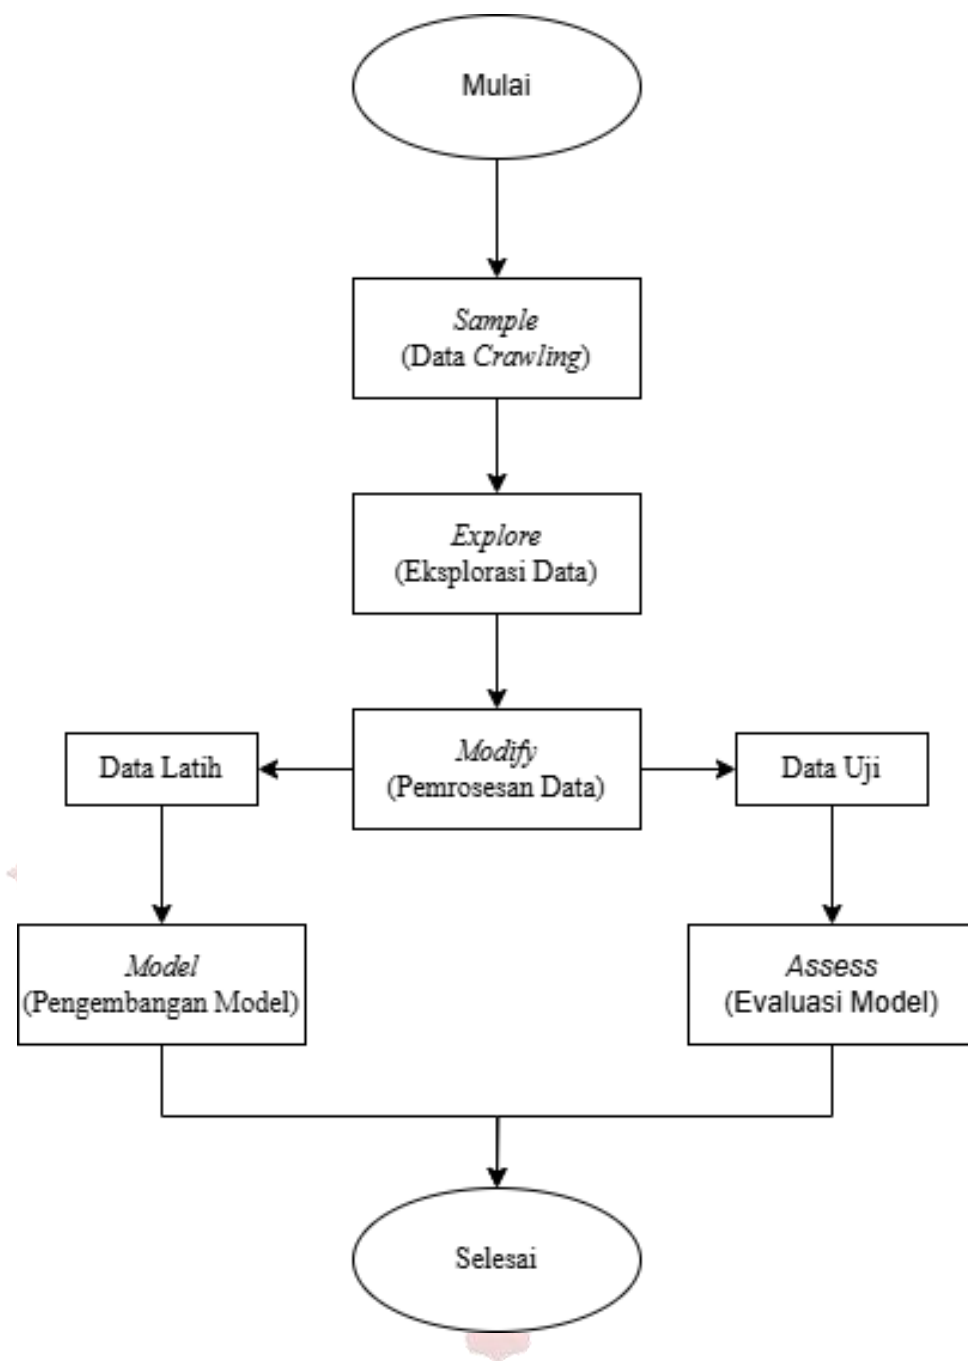 Mulai
Sample
(Data Crawling)
Explore
(Eksplorasi Data)
Data Latih
Modify
(Pemrosesan Data)
Data Uji
Model
(Pengembangan Model)
Assess
(Evaluasi Model)
Selesai